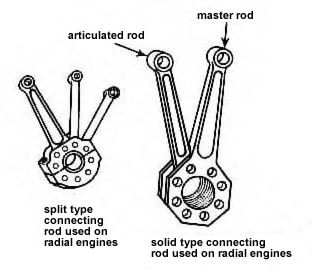 master rod
articulated rod
split type
connecting
rod used on
radial engines
solid type connecting
rod used on radial engines